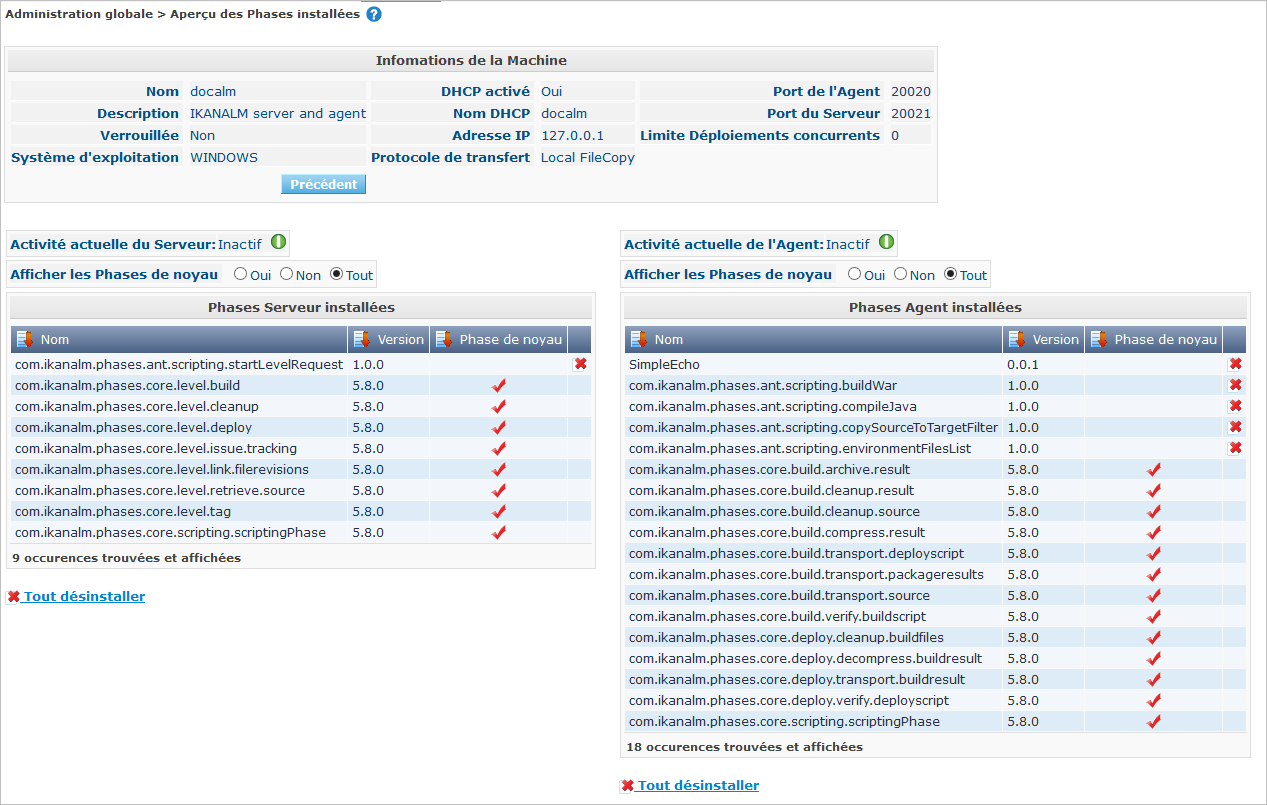 Administration globale > Aperçu des Phases installées ?
Infomations de la Machine
Nom docalm DHCP activé Oui Port de l'Agent 20020
Description IKANALM server and agent Nom DHCP docalm Port du Serveur 20021
Verrouillée Non Adresse IP 127.0.0.1 Limite Déploiements concurrents 0
Système d'exploitation WINDOWS Protocole de transfert Local FileCopy
Précédent
Activité actuelle du Serveur: Inactif
Afficher les Phases de noyau Oui Non Tout
Phases Serveur installées
Nom Version Phase de noyau
com.ikanalm.phases.ant.scripting.startLevelRequest 1.0.0
com.ikanalm.phases.core.level.build 5.8.0
com.ikanalm.phases.core.level.cleanup 5.8.0
com.ikanalm.phases.core.level.deploy 5.8.0
com.ikanalm.phases.core.level.issue.tracking 5.8.0
com.ikanalm.phases.core.level.link.filerevisions 5.8.0
com.ikanalm.phases.core.level.retrieve.source 5.8.0
com.ikanalm.phases.core.level.tag 5.8.0
com.ikanalm.phases.core.scripting.scriptingPhase 5.8.0
9 occurences trouvées et affichées
Tout désinstaller
Activité actuelle de l'Agent: Inactif
Afficher les Phases de noyau Oui Non Tout
Phases Agent installées
Nom Version Phase de noyau
SimpleEcho 0.0.1
com.ikanalm.phases.ant.scripting.buildWar 1.0.0
com.ikanalm.phases.ant.scripting.compileJava 1.0.0
com.ikanalm.phases.ant.scripting.copySourceToTargetFilter 1.0.0
com.ikanalm.phases.ant.scripting.environmentFilesList 1.0.0
com.ikanalm.phases.core.build.archive.result 5.8.0
com.ikanalm.phases.core.build.cleanup.result 5.8.0
com.ikanalm.phases.core.build.cleanup.source 5.8.0
com.ikanalm.phases.core.build.compress.result 5.8.0
com.ikanalm.phases.core.build.transport.deployscript 5.8.0
com.ikanalm.phases.core.build.transport.packageresults 5.8.0
com.ikanalm.phases.core.build.transport.source 5.8.0
com.ikanalm.phases.core.build.verify.buildscript 5.8.0
com.ikanalm.phases.core.deploy.cleanup.buildfiles 5.8.0
com.ikanalm.phases.core.deploy.decompress.buildresult 5.8.0
com.ikanalm.phases.core.deploy.transport.buildresult 5.8.0
com.ikanalm.phases.core.deploy.verify.deployscript 5.8.0
com.ikanalm.phases.core.scripting.scriptingPhase 5.8.0
18 occurences trouvées et affichées
Tout désinstaller